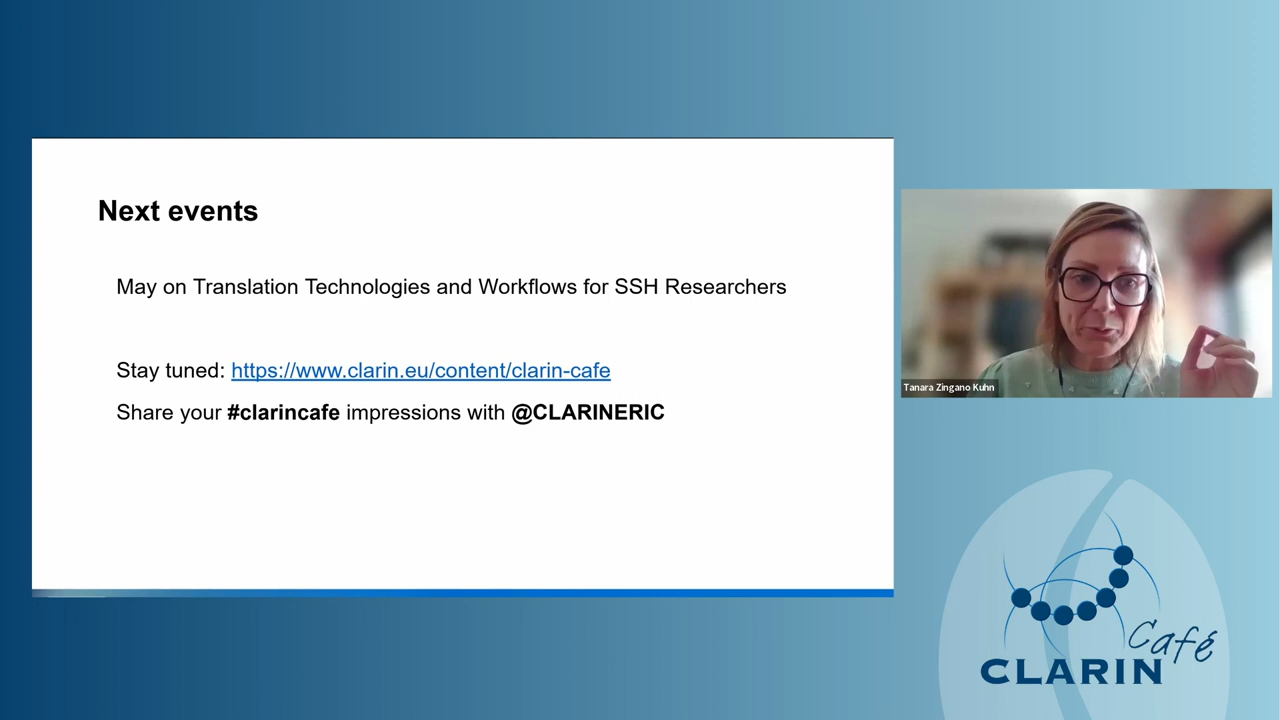 Next events
May on Translation Technologies and Workflows for SSH Researchers
Stay tuned: https://www.clarin.eu/content/clarin-cafe
Share your #clarincafe impressions with @CLARINERIC
Tanara Zingano Kuhn
Café
CLARIN